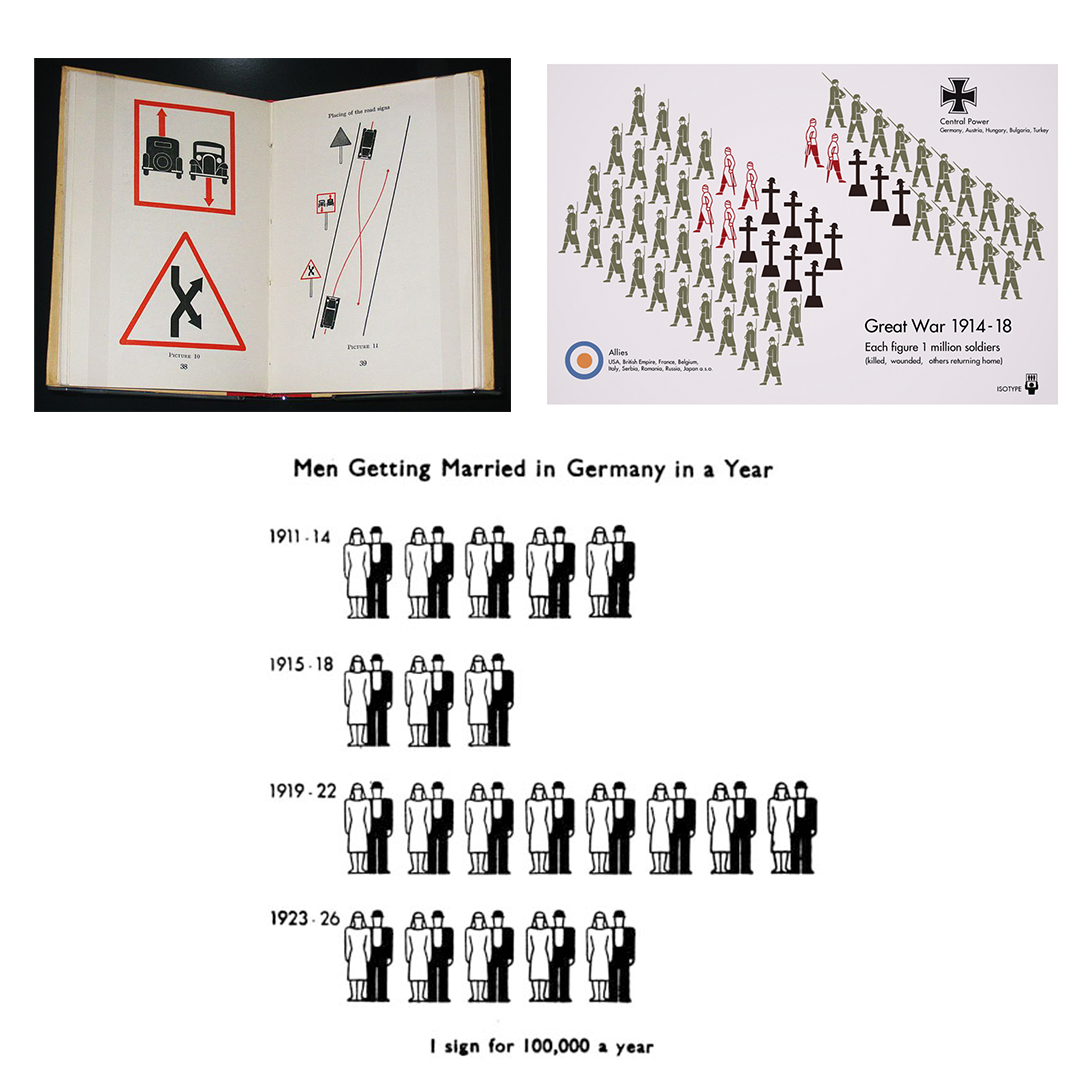 Placing of the road signs
Picture 10
38
Picture 11
39
Central Power
Germany, Austria, Hungary, Bulgaria, Turkey
Great War 1914-18
Each figure 1 million soldiers
(killed, wounded, others returning home)
Allies
USA, British Empire, France, Belgium,
Italy, Serbia, Romania, Russia, Japan a.s.o.
ISOTYPE
Men Getting Married in Germany in a Year
1911-14
1915-18
1919-22
1923-26
1 sign for 100,000 a year